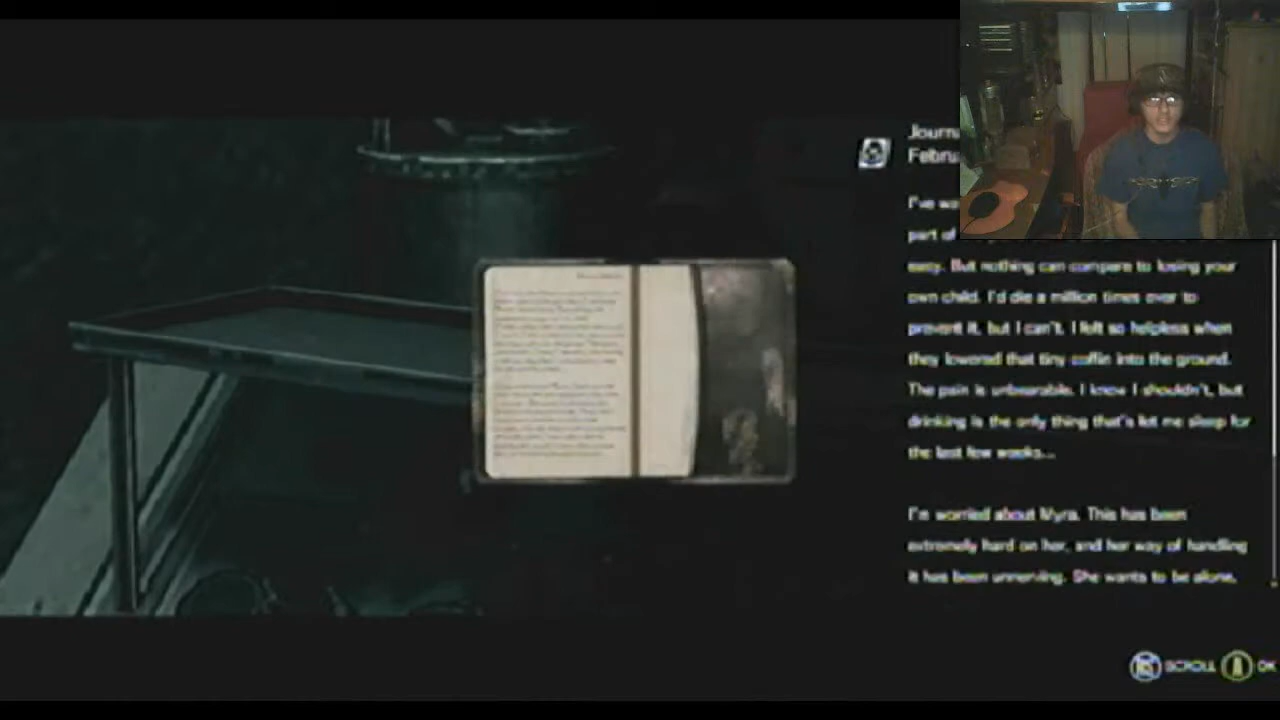 Journ
Febru
I've wo
part of
easy. But nothing can compare to losing your
own child. I'd die a million times over to
prevent it, but I can't. I felt so helpless when
they lowered that tiny coffin into the ground.
The pain is unbearable. I know I shouldn't, but
drinking is the only thing that's let me sleep for
the last few weeks...
I'm worried about Myra. This has been
extremely hard on her, and her way of handling
it has been unnerving. She wants to be alone,
RS SCROLL A OK